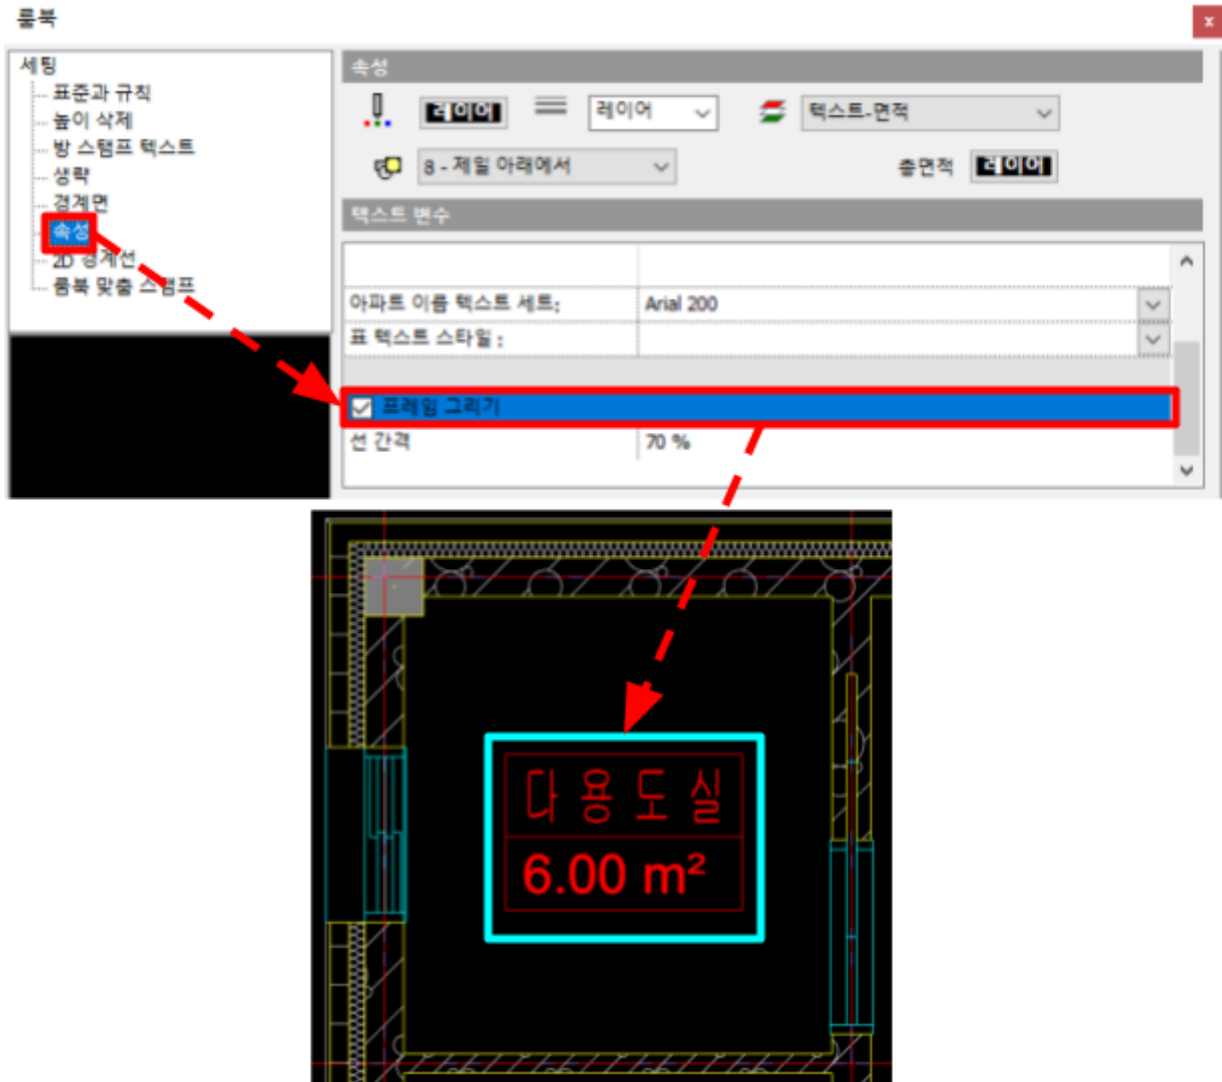 룸북
x
세팅
표준과 규칙
높이 삭제
방 스탬프 텍스트
생략
경계면
속성
2D 경계선
룸북 맞춤 스탬프
속성
레이어
레이어
텍스트-면적
8 - 제일 아래에서
총면적
레이어
텍스트 변수
아파트 이름 텍스트 세트;
Arial 200
표 텍스트 스타일 :
프레임 그리기
선 간격
70 %
다용도실
6.00 m²